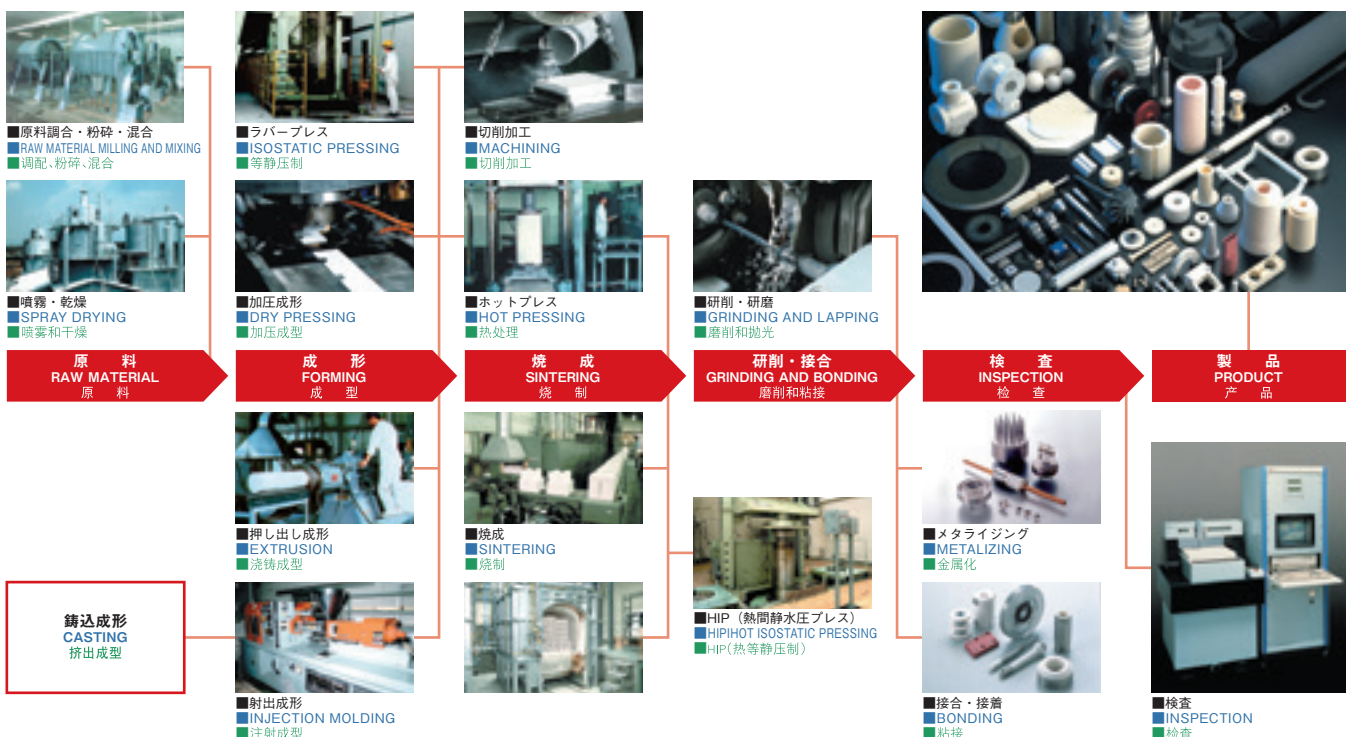 ■原料調合・粉砕・混合
■RAW MATERIAL MILLING AND MIXING
■调配、粉碎、混合
■ラバープレス
■ISOSTATIC PRESSING
■等静压制
■切削加工
■MACHINING
■切削加工
■噴霧・乾燥
■SPRAY DRYING
■喷雾和干燥
■加圧成形
■DRY PRESSING
■加压成型
■ホットプレス
■HOT PRESSING
■热处理
■研削・研磨
■GRINDING AND LAPPING
■磨削和抛光
原 料
RAW MATERIAL
原 料
成 形
FORMING
成 型
焼 成
SINTERING
烧 制
研削・接合
GRINDING AND BONDING
磨削和粘接
検 査
INSPECTION
检 查
製 品
PRODUCT
产 品
■押し出し成形
■EXTRUSION
■浇铸成型
■焼成
■SINTERING
■烧制
■メタライジング
■METALIZING
■金属化
鋳込成形
CASTING
挤出成型
■HIP（熱間静水圧プレス）
■HIPIHOT ISOSTATIC PRESSING
■HIP(热等静压制)
■射出成形
■INJECTION MOLDING
■注射成型
■接合・接着
■BONDING
■粘接
■検査
■INSPECTION
■检查